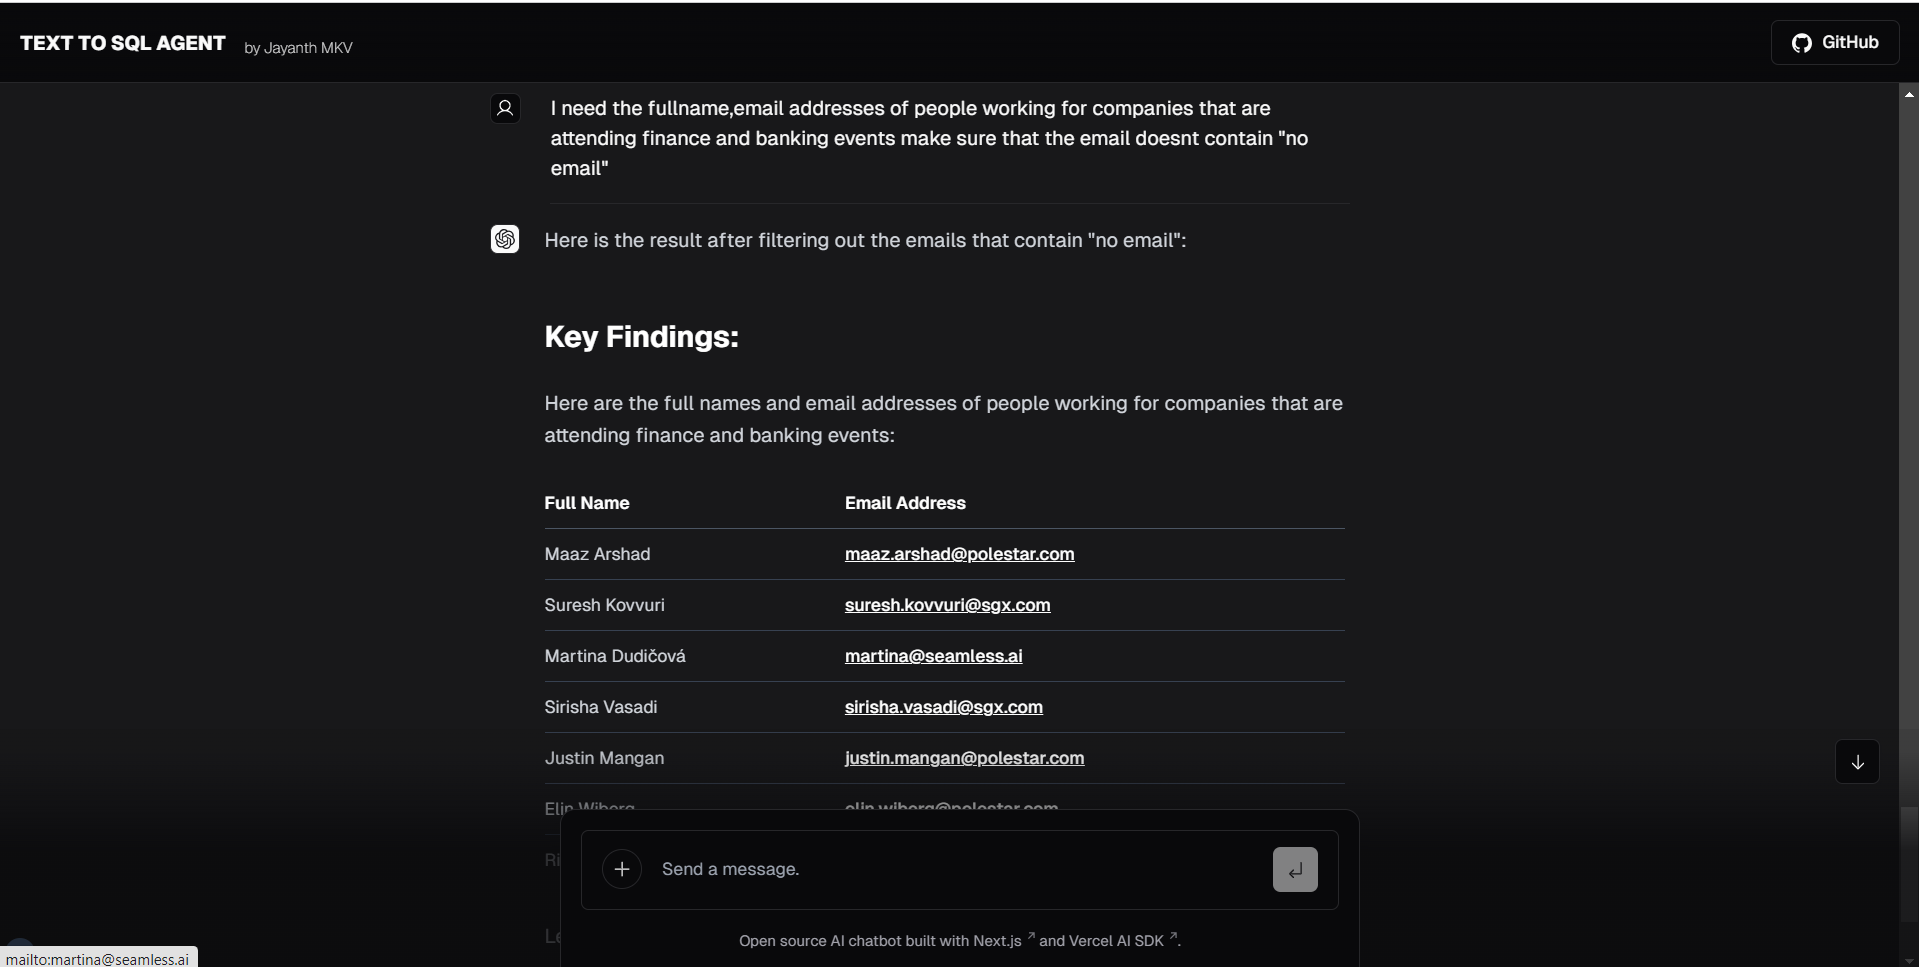 TEXT TO SQL AGENT by Jayanth MKV
GitHub
I need the fullname,email addresses of people working for companies that are
attending finance and banking events make sure that the email doesnt contain "no
email"
Here is the result after filtering out the emails that contain "no email":
Key Findings:
Here are the full names and email addresses of people working for companies that are
attending finance and banking events:
Full Name Email Address
Maaz Arshad maaz.arshad@polestar.com
Suresh Kovvuri suresh.kovvuri@sgx.com
Martina Dudičová martina@seamless.ai
Sirisha Vasadi sirisha.vasadi@sgx.com
Justin Mangan justin.mangan@polestar.com
Elin Wiberg elin.wiberg@polestar.com
Send a message.
Open source AI chatbot built with Next.js and Vercel AI SDK .
mailto:martina@seamless.ai